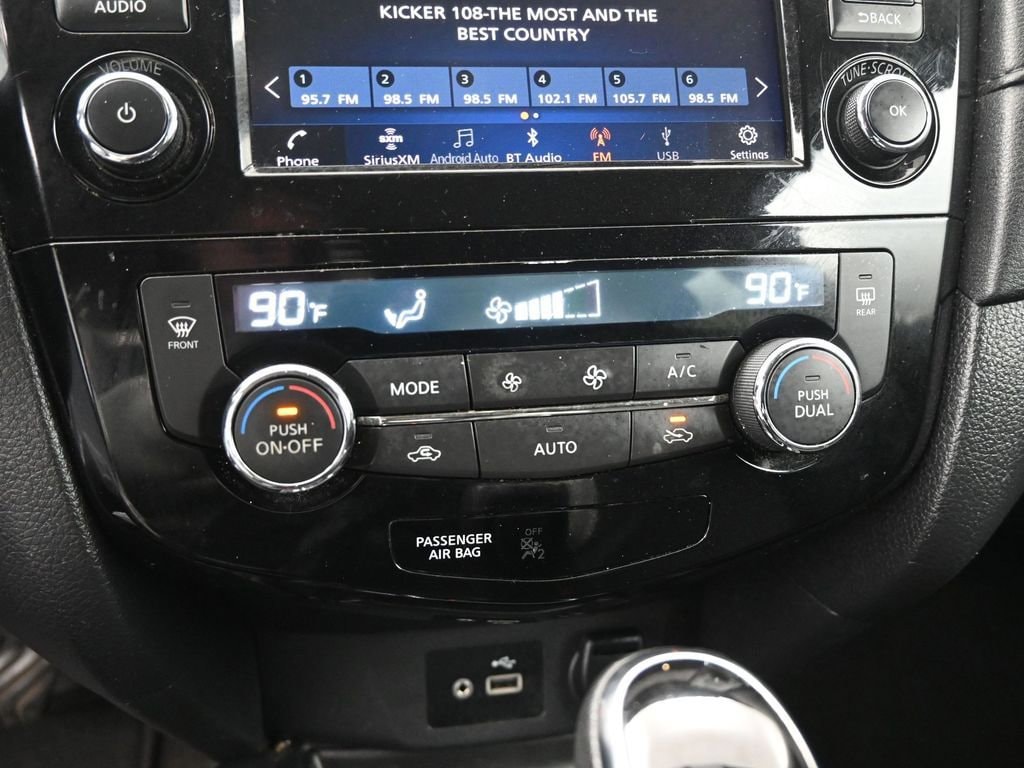 AUDIO
KICKER 108-THE MOST AND THE
BEST COUNTRY
BACK
VOLUME
TUNE·SCROLL
OK
1 2 3 4 5 6
95.7 FM 98.5 FM 98.5 FM 102.1 FM 105.7 FM 98.5 FM
sxm
Phone SiriusXM Android Auto BT Audio FM USB Settings
90°F 90°F
FRONT
REAR
MODE
A/C
PUSH
ON·OFF
PUSH
DUAL
AUTO
PASSENGER
AIR BAG
OFF
2